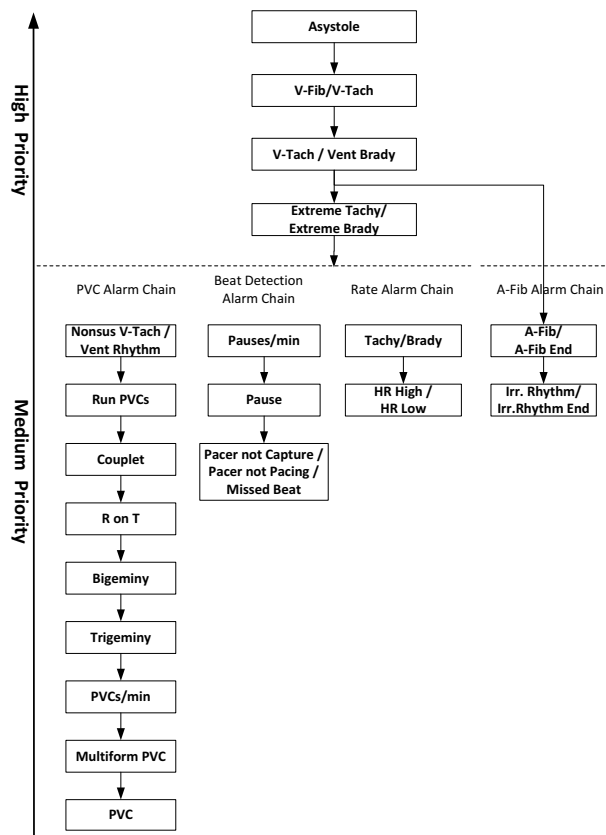 High Priority
Medium Priority
Asystole
V-Fib/V-Tach
V-Tach / Vent Brady
Extreme Tachy/
Extreme Brady
PVC Alarm Chain
Nonsus V-Tach /
Vent Rhythm
Run PVCs
Couplet
R on T
Bigeminy
Trigeminy
PVCs/min
Multiform PVC
PVC
Beat Detection
Alarm Chain
Pauses/min
Pause
Pacer not Capture /
Pacer not Pacing /
Missed Beat
Rate Alarm Chain
Tachy/Brady
HR High /
HR Low
A-Fib Alarm Chain
A-Fib/
A-Fib End
Irr. Rhythm/
Irr.Rhythm End